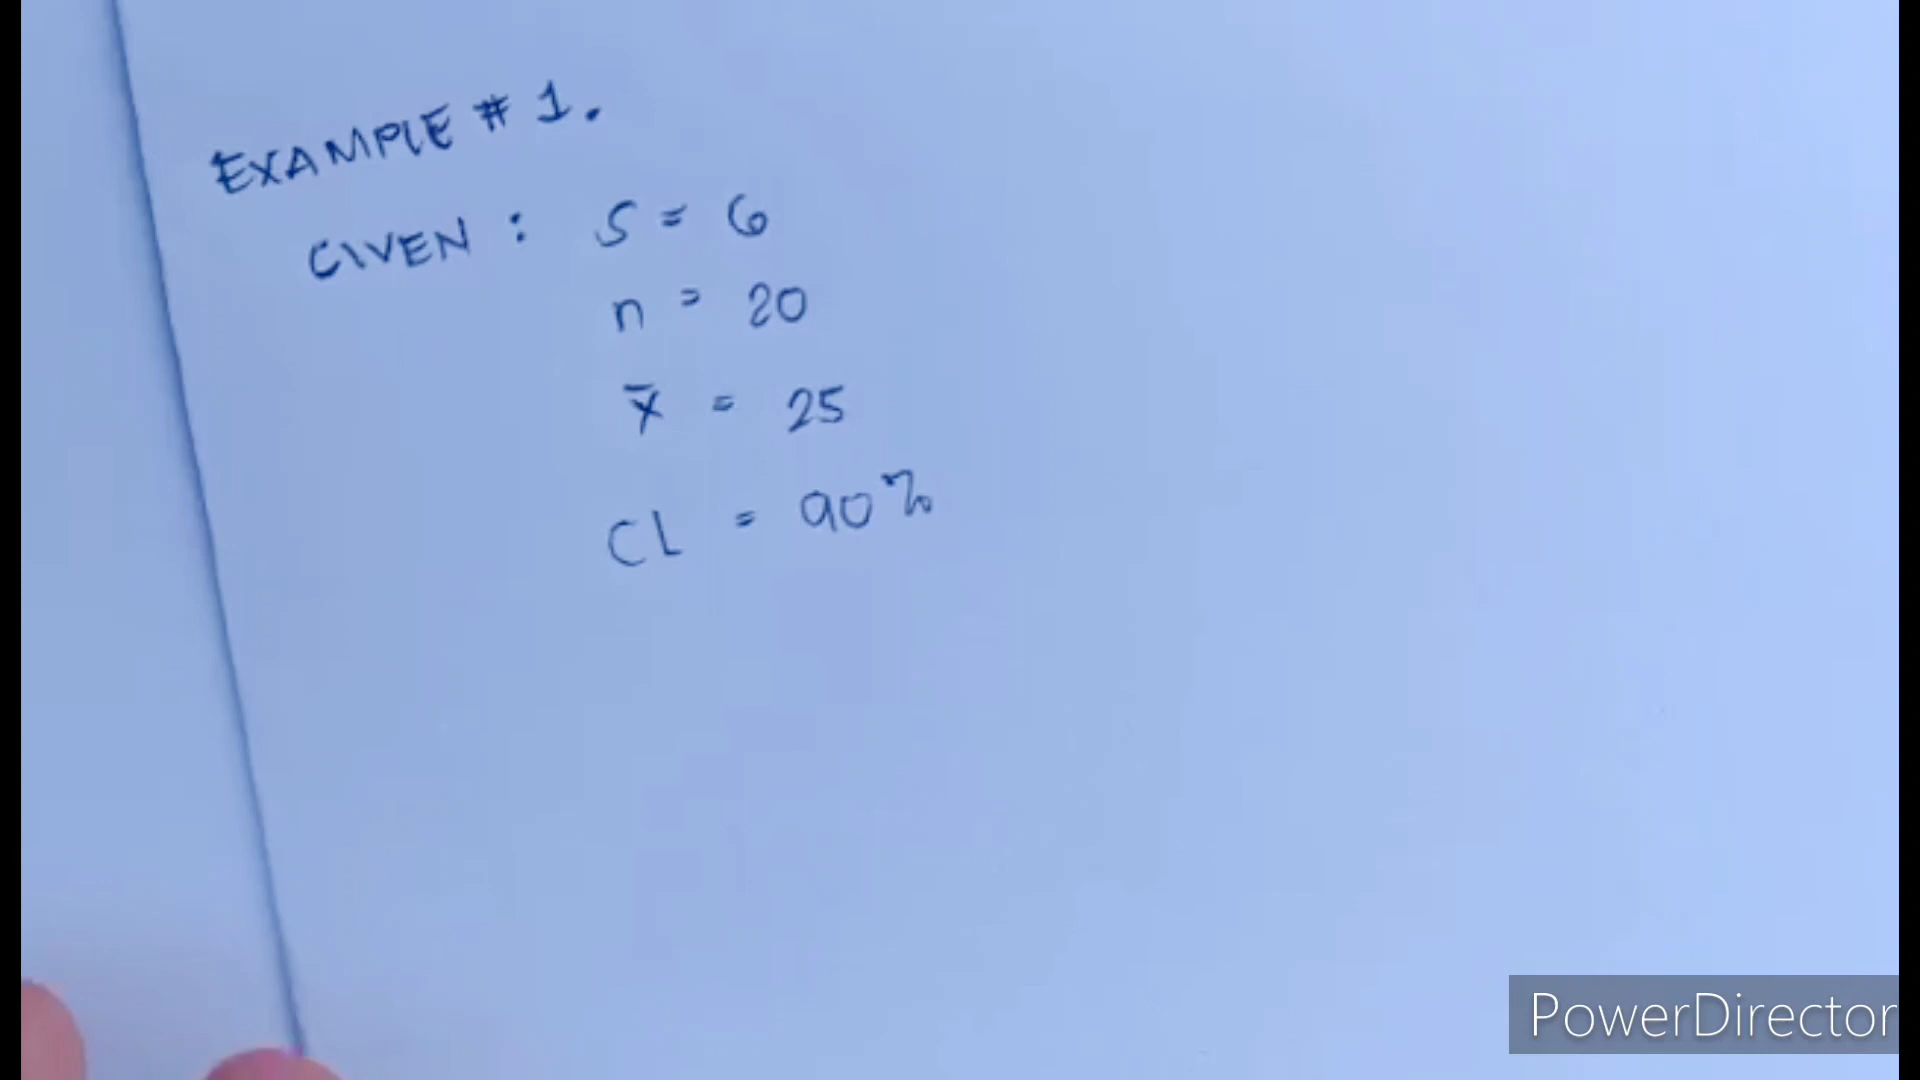 EXAMPLE # 1.
GIVEN : S = 6
n = 20
x̄ = 25
CL = 90%
PowerDirector